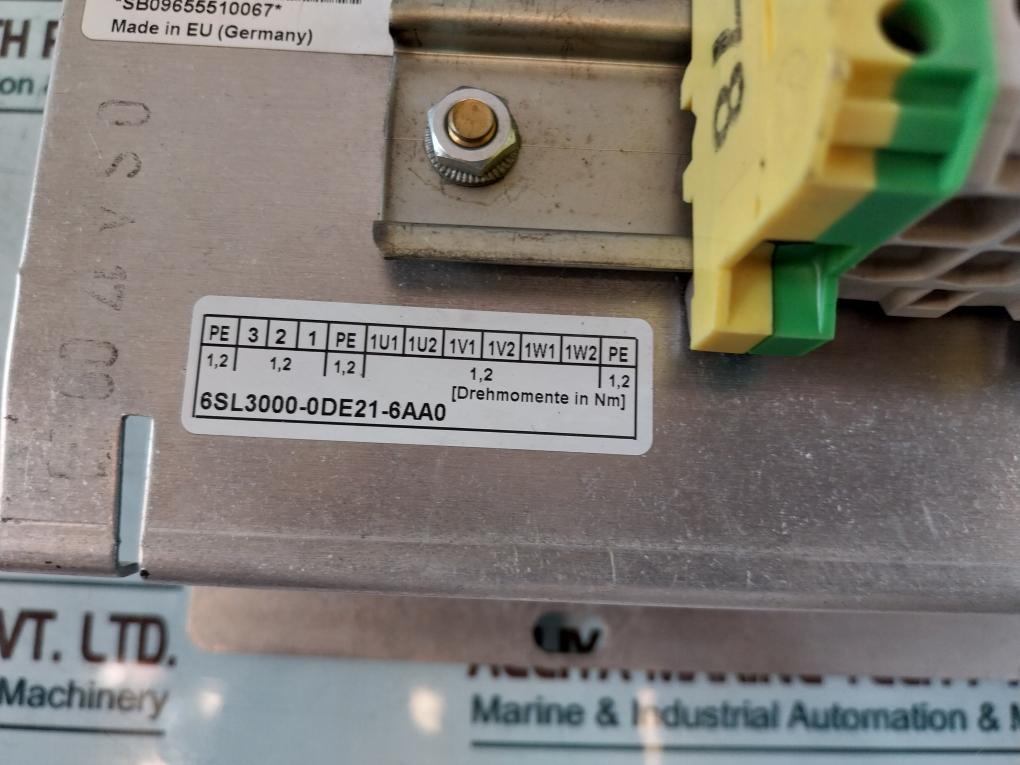 *SB09655510067*
Made in EU (Germany)
8
PE 3 2 1 PE 1U1 1U2 1V1 1V2 1W1 1W2 PE
1,2 1,2 1,2 1,2 1,2
[Drehmomente in Nm]
6SL3000-0DE21-6AA0
VT. LTD.
Machinery
Marine & Industrial Automation &